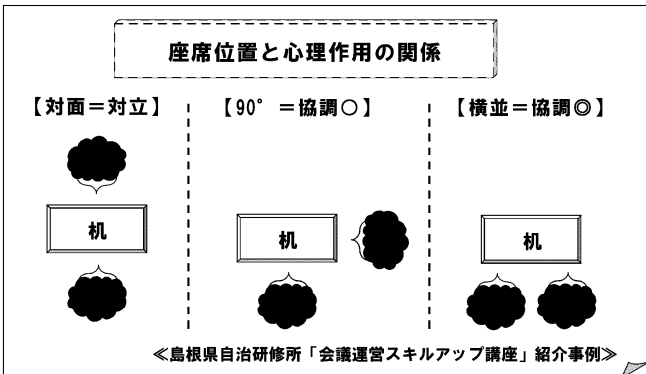 座席位置と心理作用の関係
【対面＝対立】
【90°＝協調○】
【横並＝協調◎】
机
机
机
≪島根県自治研修所「会議運営スキルアップ講座」紹介事例≫